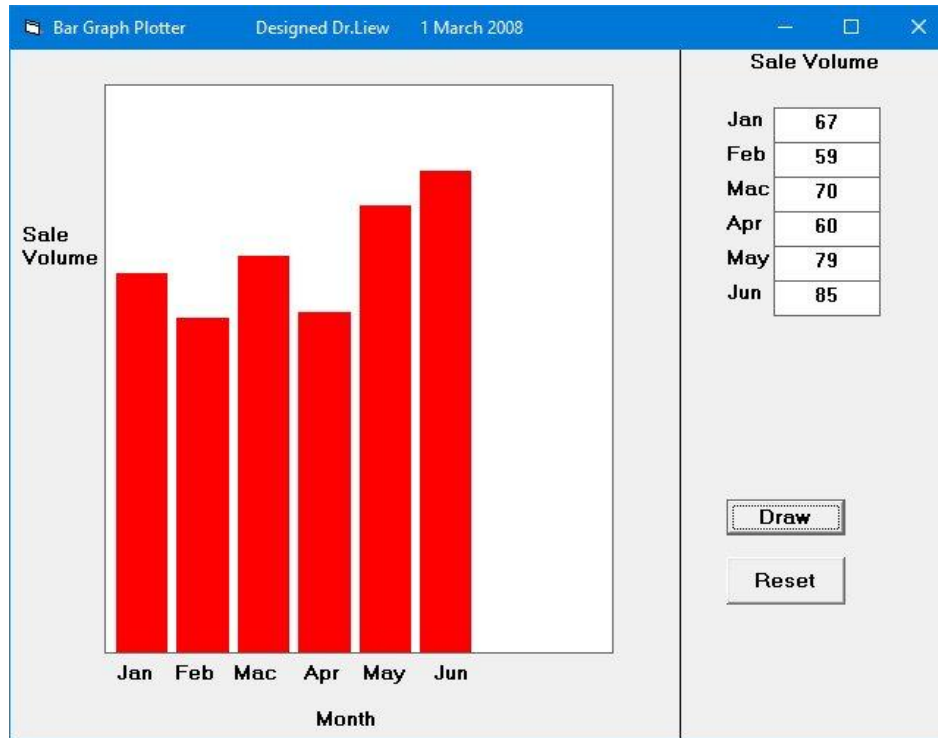 Bar Graph Plotter Designed Dr.Liew 1 March 2008
Sale Volume
Jan 67
Feb 59
Mac 70
Apr 60
May 79
Jun 85
Sale
Volume
Draw
Reset
Jan Feb Mac Apr May Jun
Month